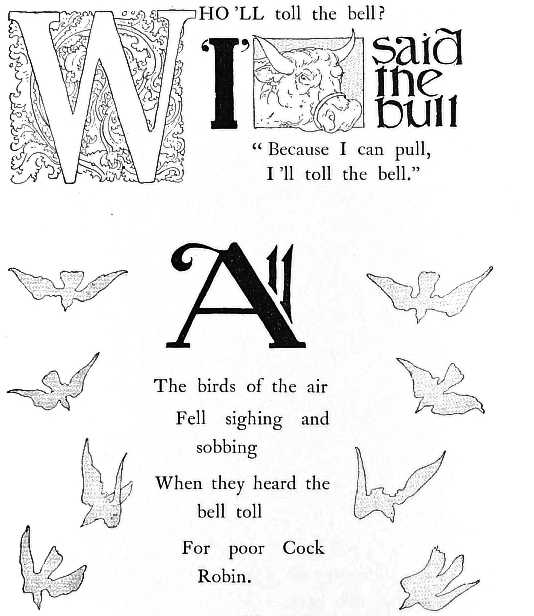 WHO'LL toll the bell?
'I' said
the
bull
“Because I can pull,
I'll toll the bell.”
All
The birds of the air
Fell sighing and
sobbing
When they heard the
bell toll
For poor Cock
Robin.